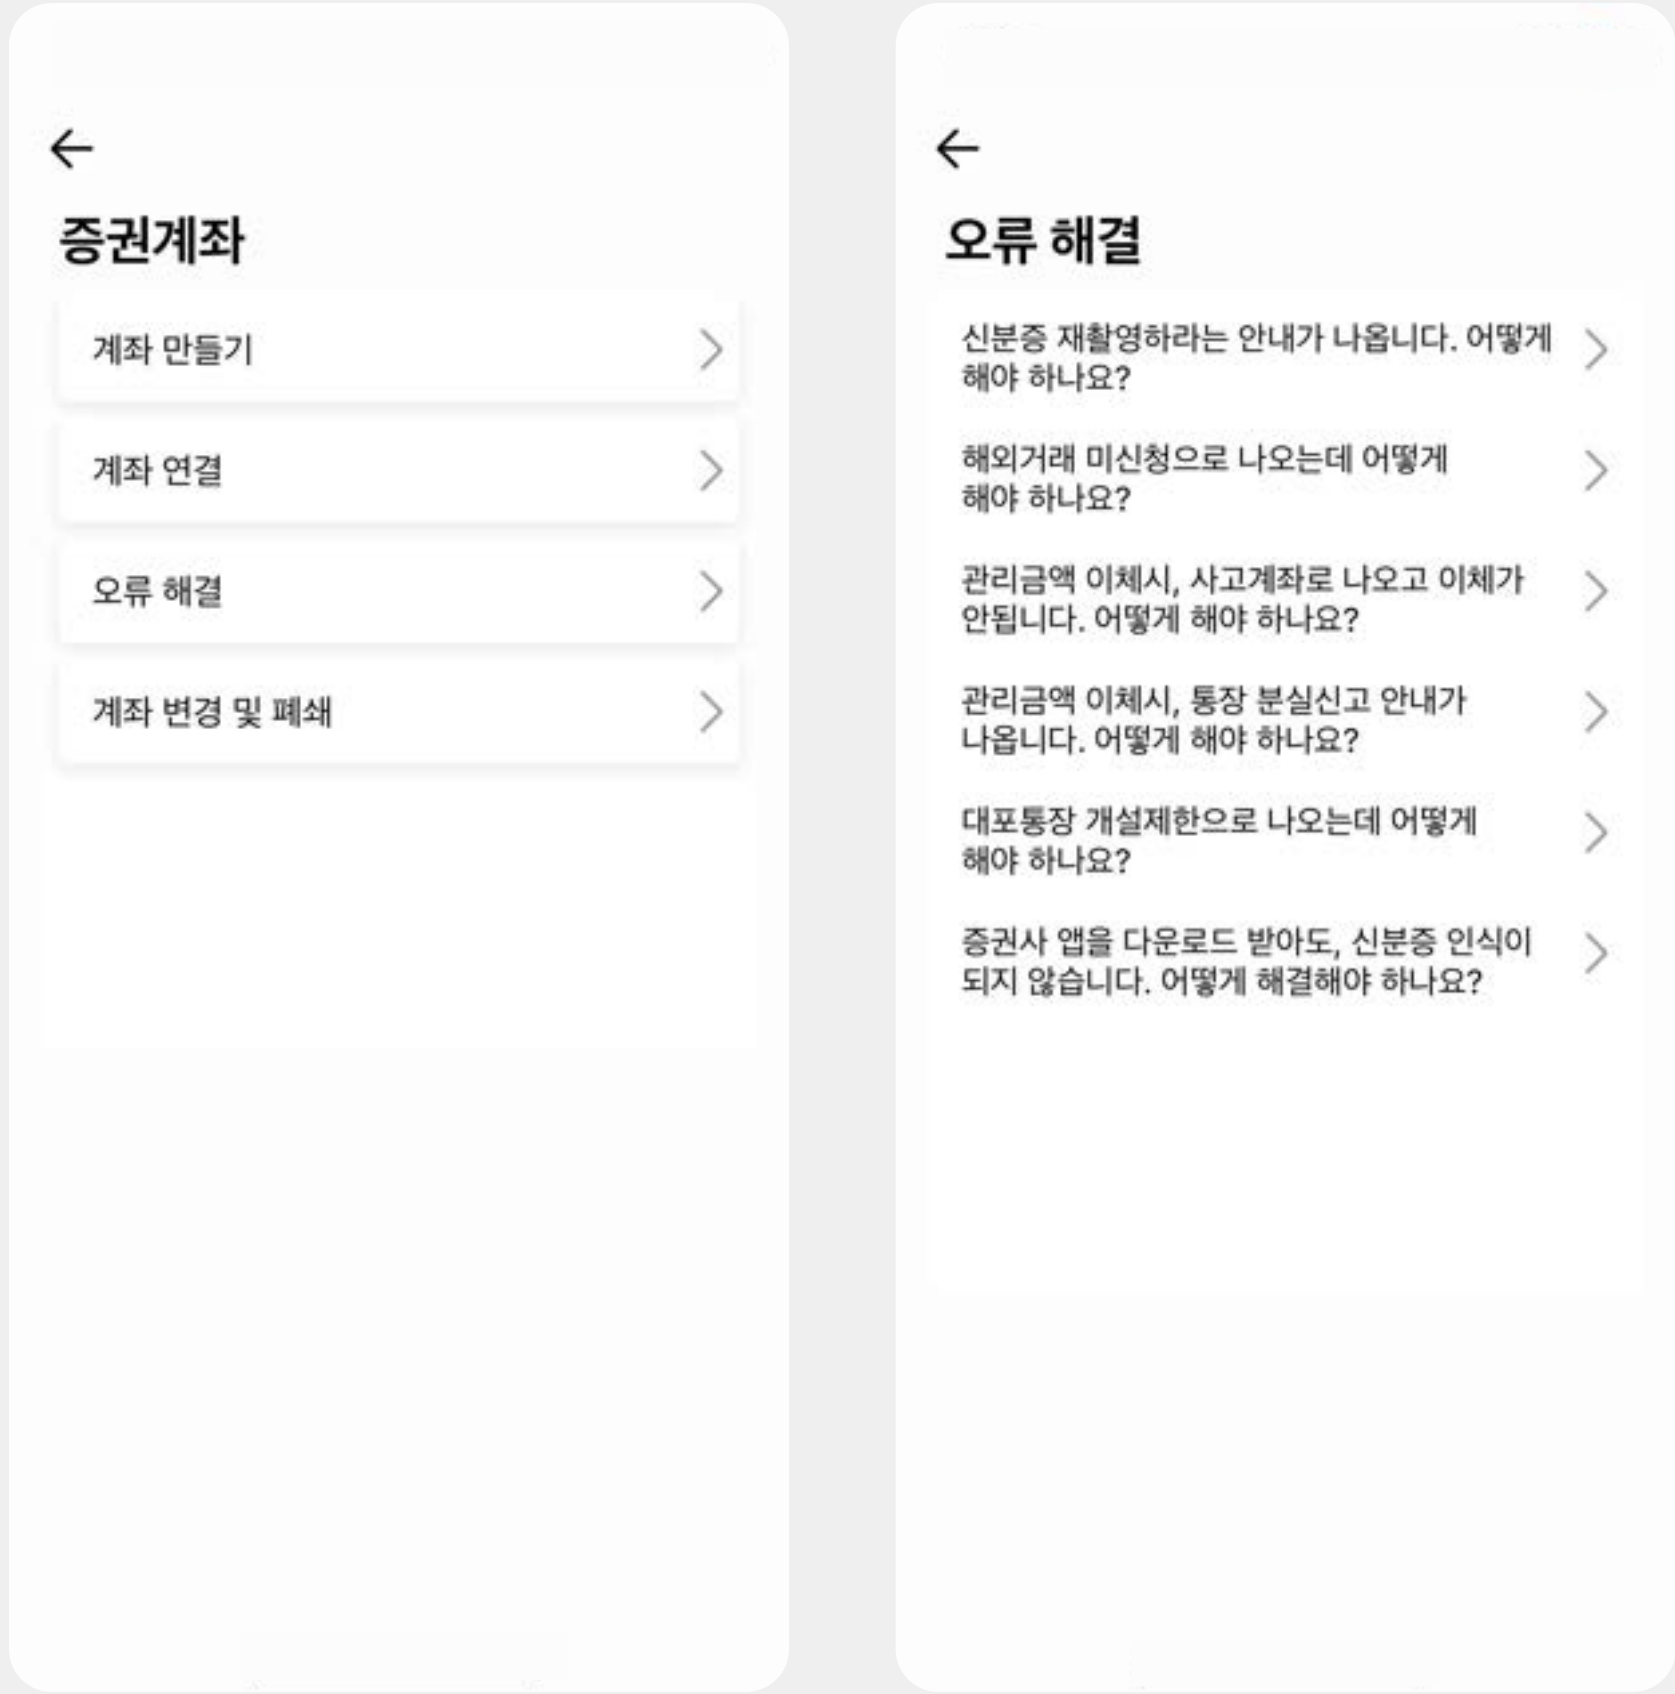 증권계좌
계좌 만들기
계좌 연결
오류 해결
계좌 변경 및 폐쇄
오류 해결
신분증 재촬영하라는 안내가 나옵니다. 어떻게
해야 하나요?
해외거래 미신청으로 나오는데 어떻게
해야 하나요?
관리금액 이체시, 사고계좌로 나오고 이체가
안됩니다. 어떻게 해야 하나요?
관리금액 이체시, 통장 분실신고 안내가
나옵니다. 어떻게 해야 하나요?
대포통장 개설제한으로 나오는데 어떻게
해야 하나요?
증권사 앱을 다운로드 받아도, 신분증 인식이
되지 않습니다. 어떻게 해결해야 하나요?